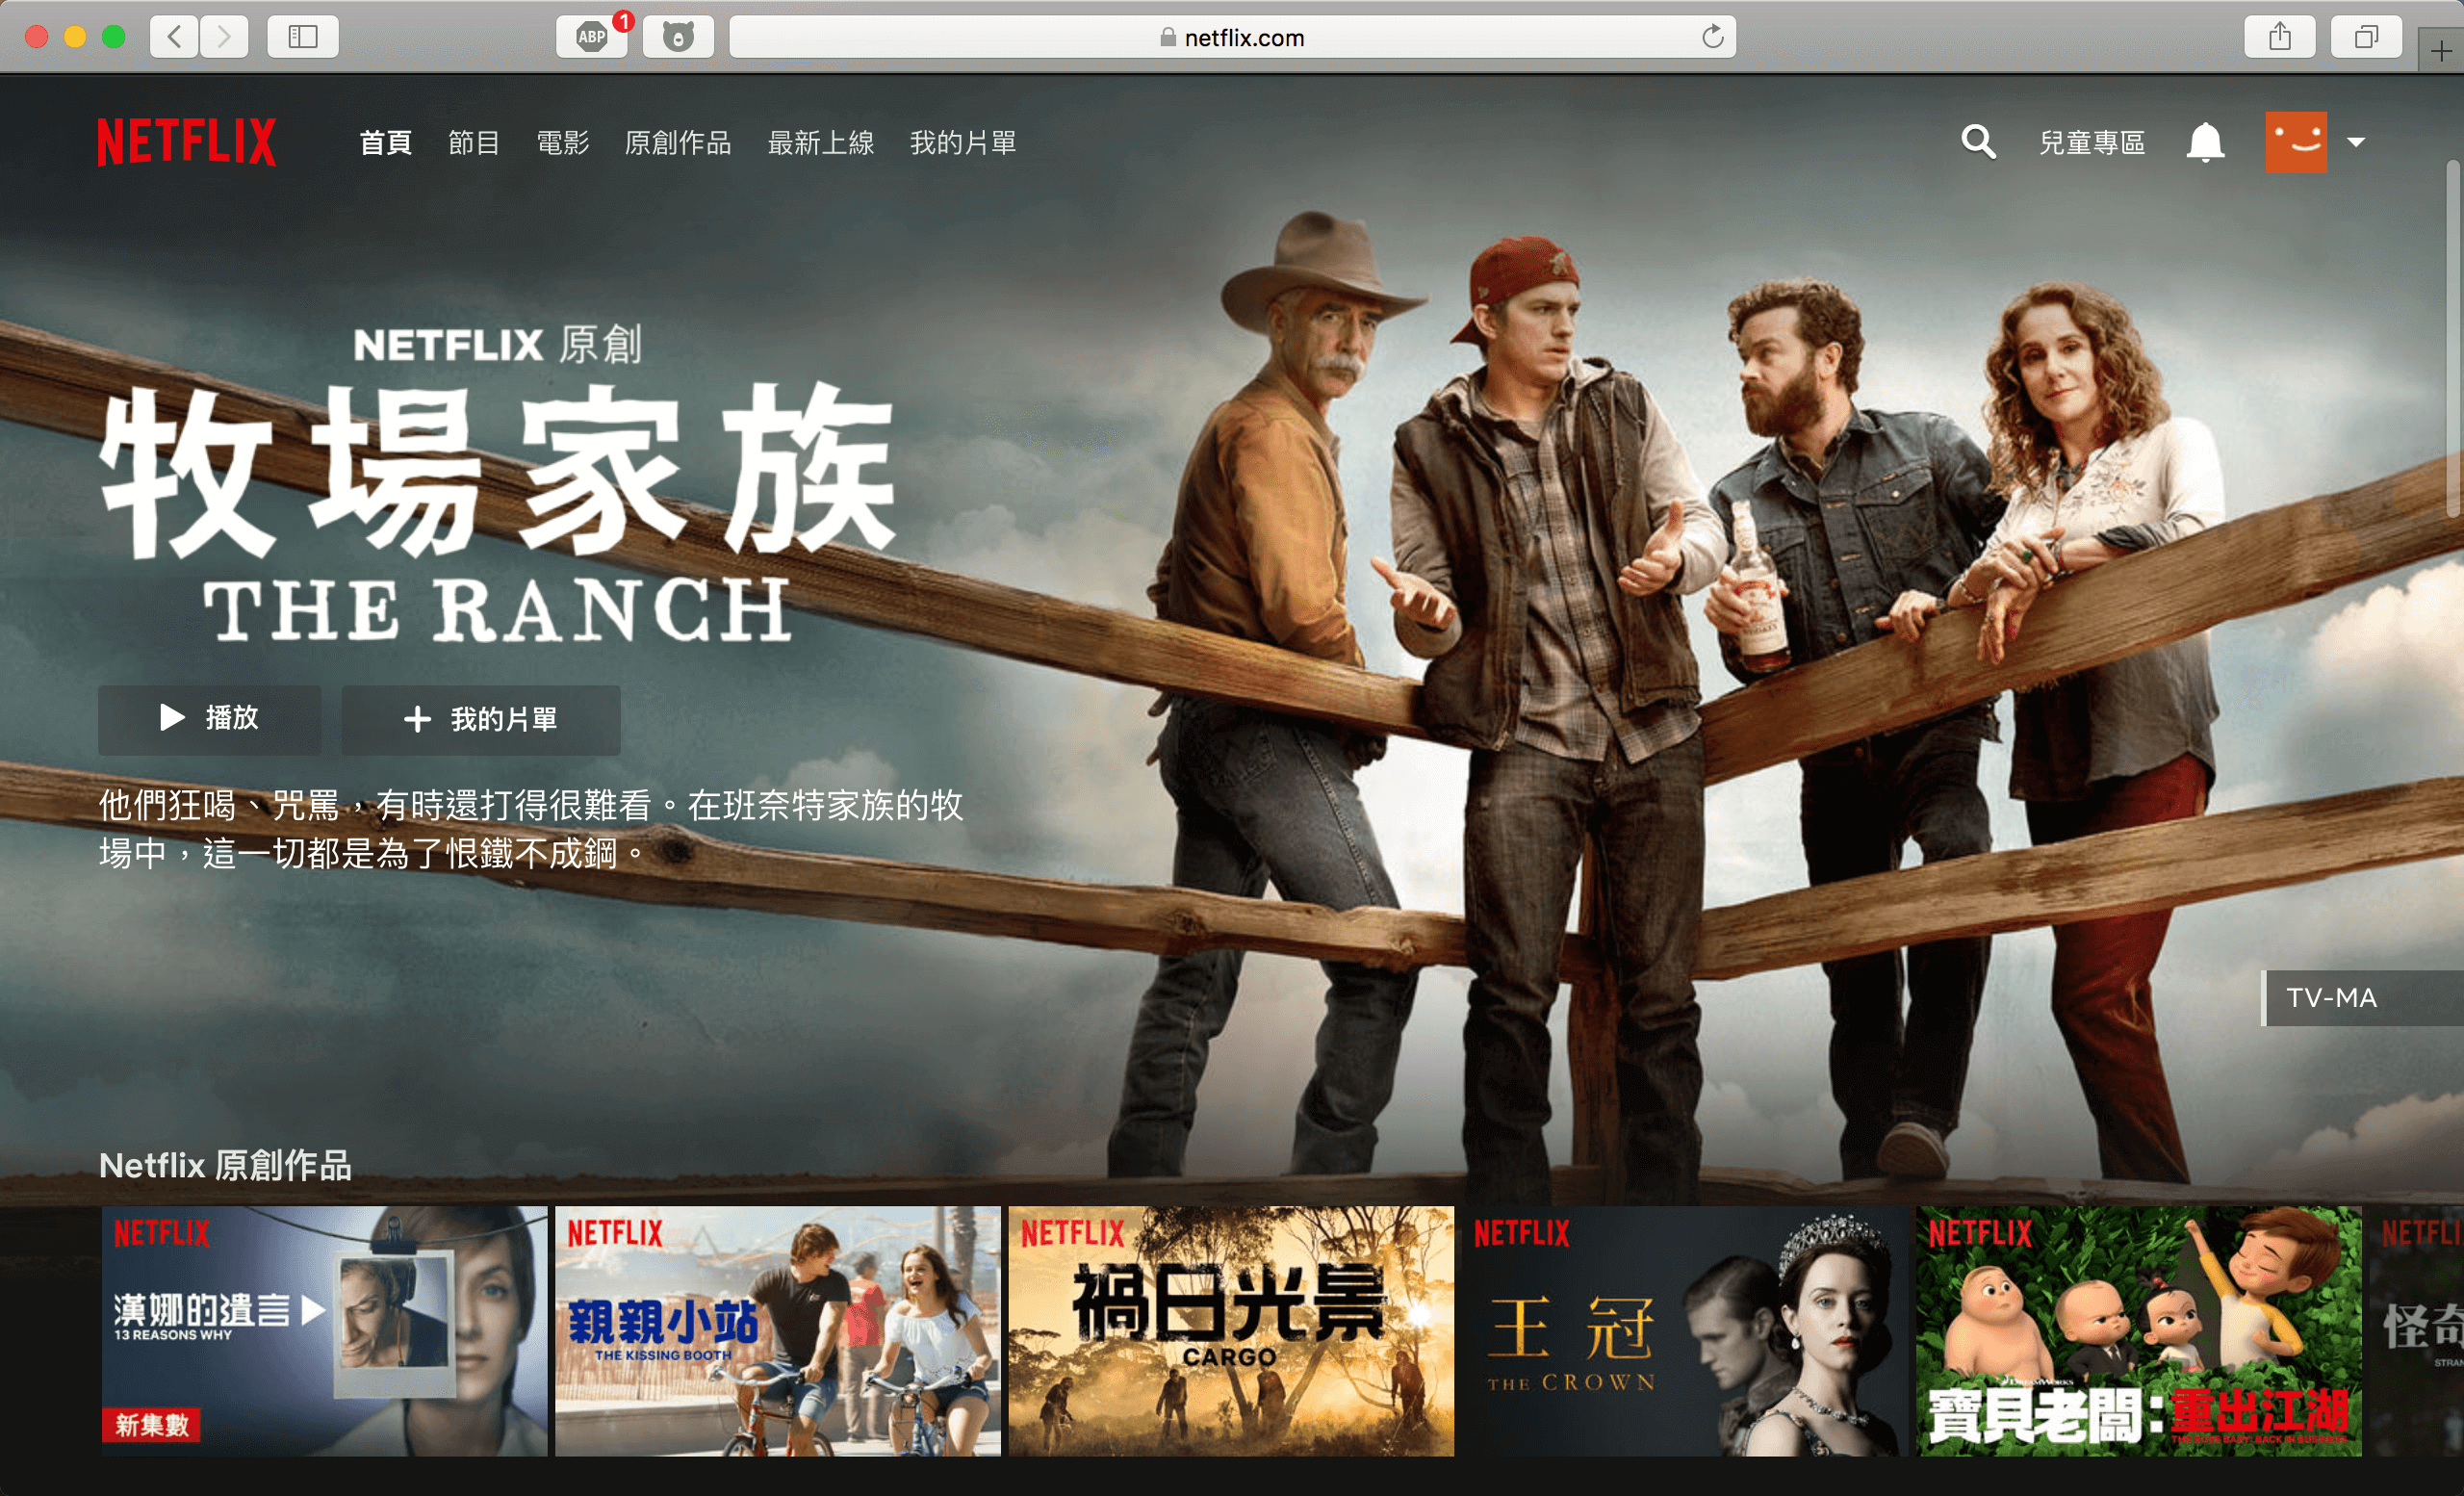 ABP
1
netflix.com
NETFLIX
首頁 節目 電影 原創作品 最新上線 我的片單
兒童專區
NETFLIX 原創
牧場家族
THE RANCH
播放
我的片單
他們狂喝、咒罵，有時還打得很難看。在班奈特家族的牧
場中，這一切都是為了恨鐵不成鋼。
TV-MA
Netflix 原創作品
NETFLIX
漢娜的遺言
13 REASONS WHY
新集數
NETFLIX
親親小站
THE KISSING BOOTH
NETFLIX
禍日光景
CARGO
NETFLIX
王冠
THE CROWN
NETFLIX
DREAMWORKS
寶貝老闆:重出江湖
THE BOSS BABY: BACK IN BUSINESS
NETFLI
怪奇
STRAN